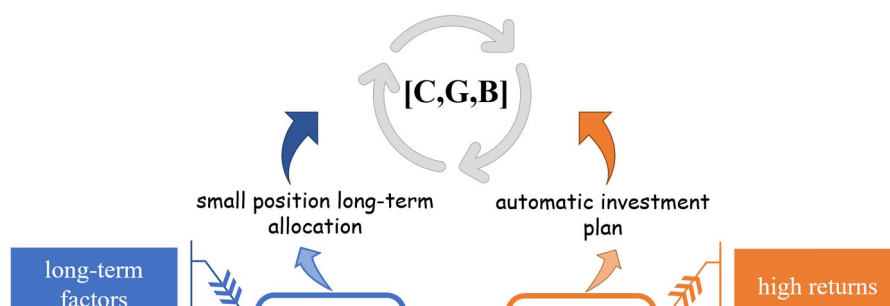 [C,G,B]
small position long-term
allocation
automatic investment
plan
long-term
factors
high returns